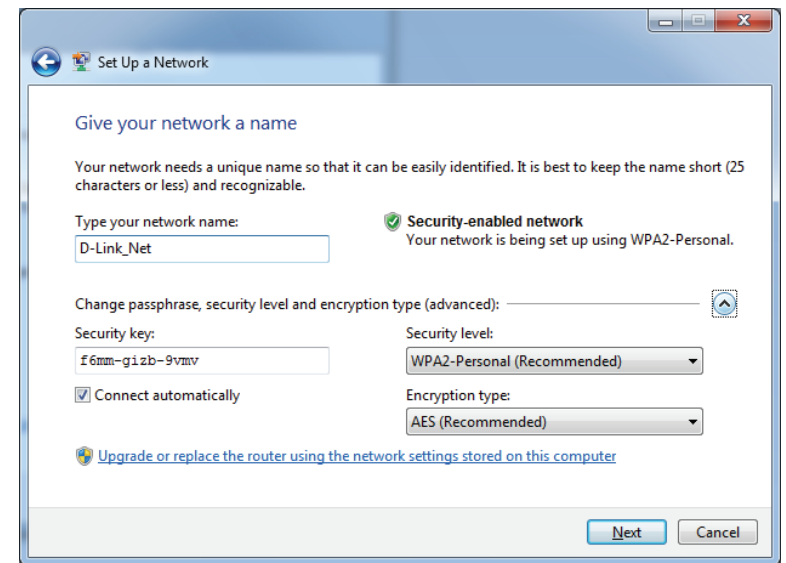 Set Up a Network
Give your network a name
Your network needs a unique name so that it can be easily identified. It is best to keep the name short (25
characters or less) and recognizable.
Type your network name:
D-Link_Net
Security-enabled network
Your network is being set up using WPA2-Personal.
Change passphrase, security level and encryption type (advanced):
Security key:
f6mm-gizb-9vmv
Security level:
WPA2-Personal (Recommended)
Connect automatically
Encryption type:
AES (Recommended)
Upgrade or replace the router using the network settings stored on this computer
Next
Cancel